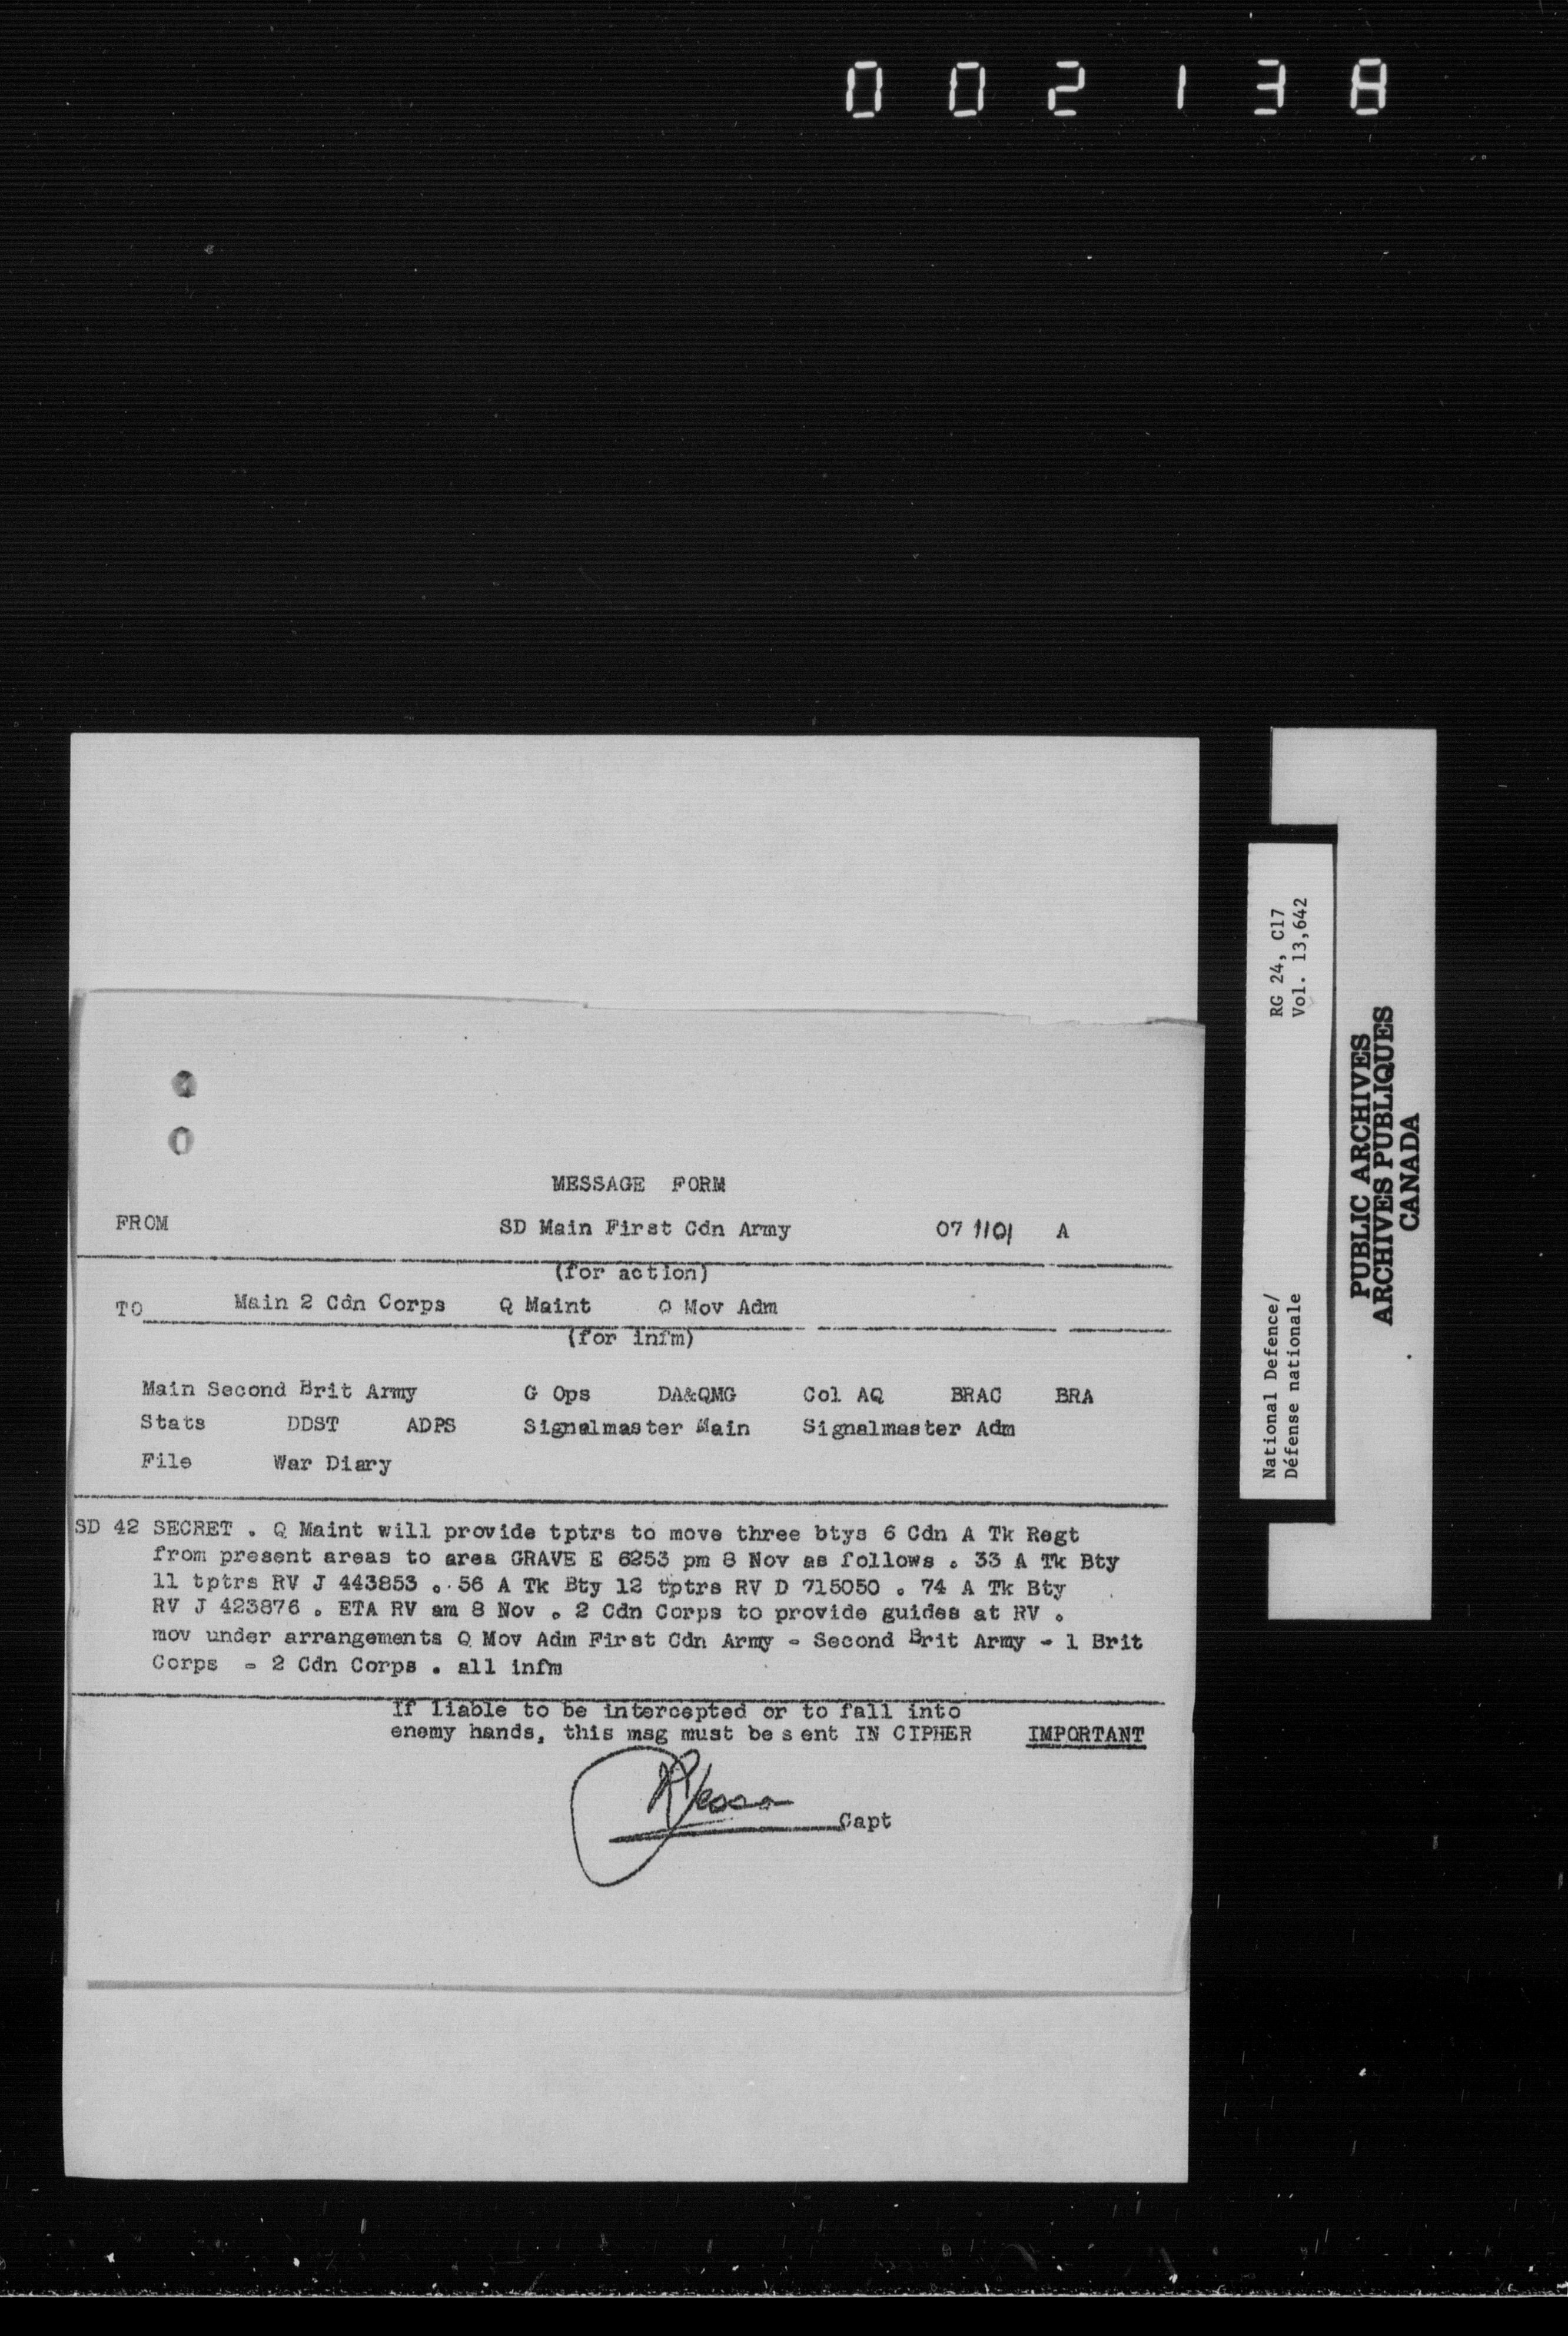 002138
MESSAGE FORM
FROM SD Main First Cdn Army 07 1101 A
(for action)
TO Main 2 Cdn Corps Q Maint Q Mov Adm
(for infm)
Main Second Brit Army G Ops DA&QMG Col AQ BRAC BRA
Stats DDST ADPS Signalmaster Main Signalmaster Adm
File War Diary
SD 42 SECRET . Q Maint will provide tptrs to move three btys 6 Cdn A Tk Regt
from present areas to area GRAVE E 6253 pm 8 Nov as follows . 33 A Tk Bty
11 tptrs RV J 443853 . 56 A Tk Bty 12 tptrs RV D 715050 . 74 A Tk Bty
RV J 423876 . ETA RV am 8 Nov . 2 Cdn Corps to provide guides at RV .
mov under arrangements Q Mov Adm First Cdn Army - Second Brit Army - 1 Brit
Corps - 2 Cdn Corps . all infm
If liable to be intercepted or to fall into
enemy hands, this msg must be s ent IN CIPHER IMPORTANT
Capt
RG 24, C17
Vol. 13,642
National Defence/
Défense nationale
PUBLIC ARCHIVES
ARCHIVES PUBLIQUES
CANADA